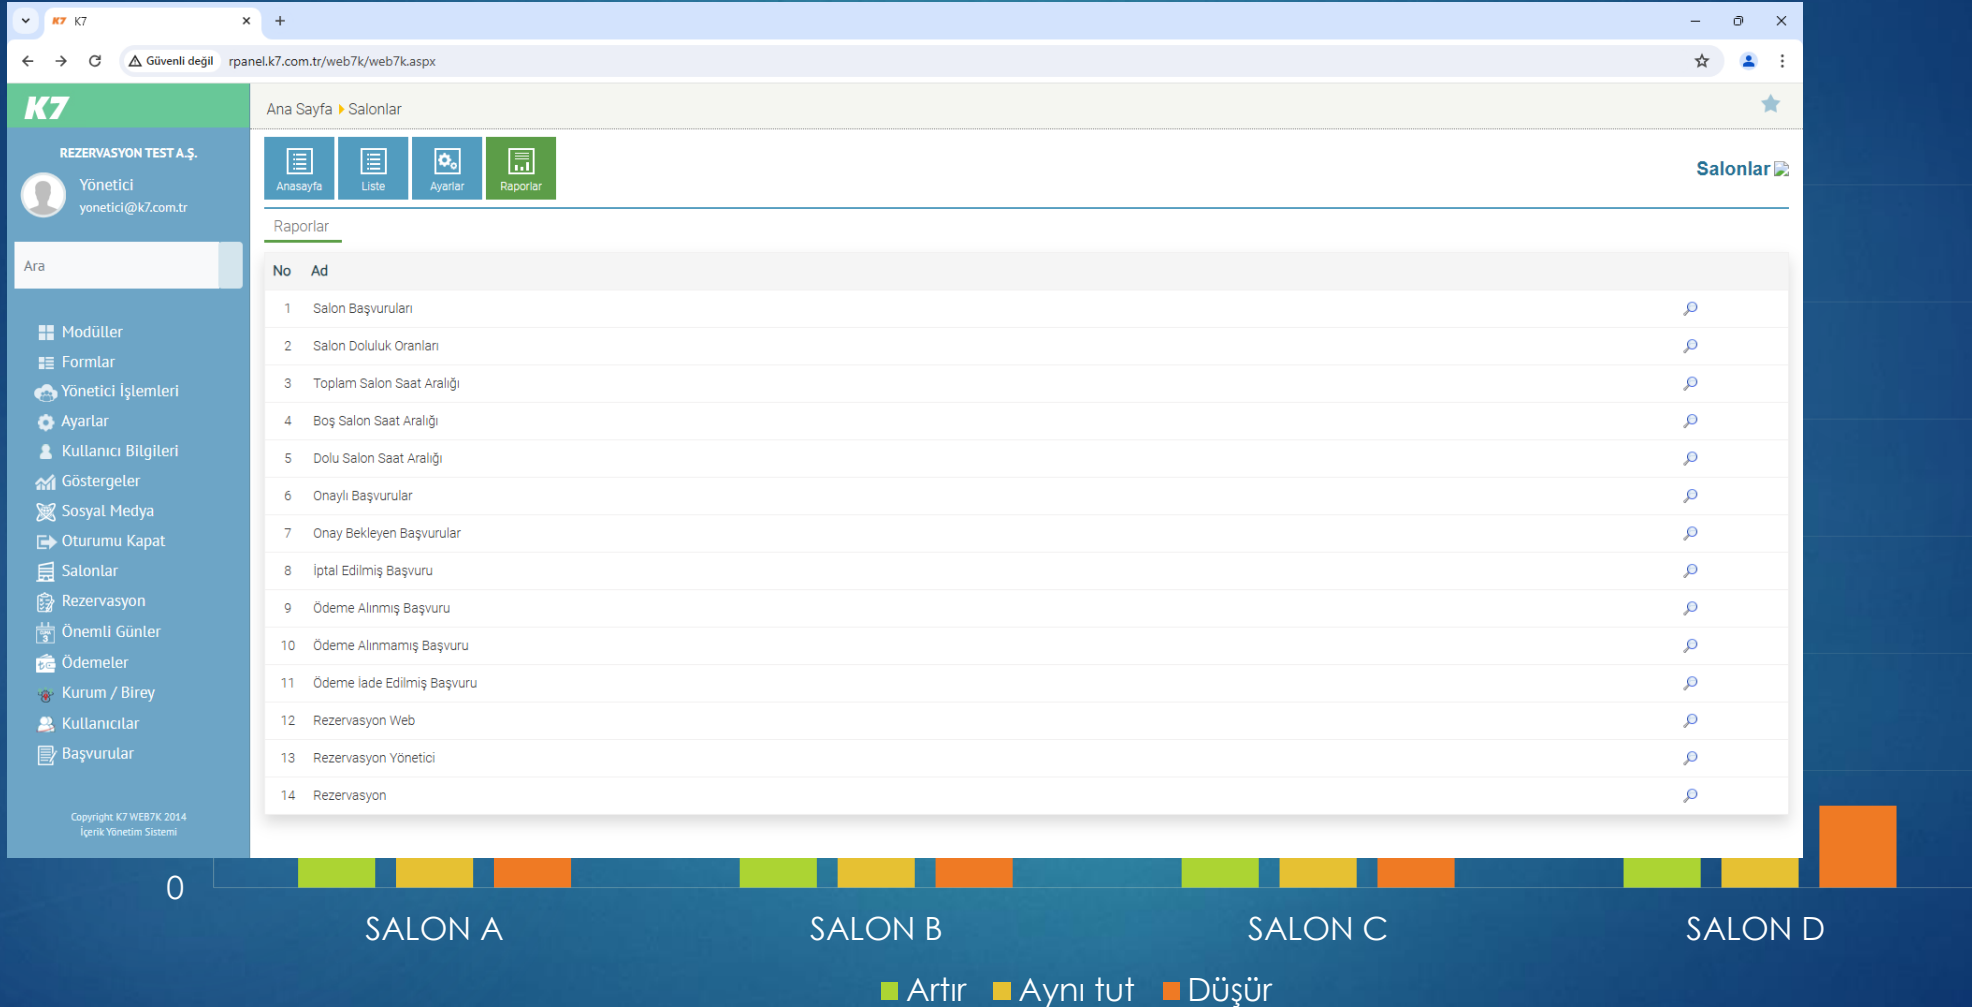 K7 K7
Güvenli değil rpanel.k7.com.tr/web7k/web7k.aspx
K7
Ana Sayfa Salonlar
REZERVASYON TEST A.Ş.
Yönetici
yonetici@k7.com.tr
Ara
Modüller
Formlar
Yönetici İşlemleri
Ayarlar
Kullanıcı Bilgileri
Göstergeler
Sosyal Medya
Oturumu Kapat
Salonlar
Rezervasyon
Önemli Günler
Ödemeler
Kurum / Birey
Kullanıcılar
Başvurular
Copyright K7 WEB7K 2014
İçerik Yönetim Sistemi
Anasayfa Liste Ayarlar Raporlar
Salonlar
Raporlar
No Ad
1 Salon Başvuruları
2 Salon Doluluk Oranları
3 Toplam Salon Saat Aralığı
4 Boş Salon Saat Aralığı
5 Dolu Salon Saat Aralığı
6 Onaylı Başvurular
7 Onay Bekleyen Başvurular
8 İptal Edilmiş Başvuru
9 Ödeme Alınmış Başvuru
10 Ödeme Alınmamış Başvuru
11 Ödeme İade Edilmiş Başvuru
12 Rezervasyon Web
13 Rezervasyon Yönetici
14 Rezervasyon
0
SALON A SALON B SALON C SALON D
Artır Aynı tut Düşür